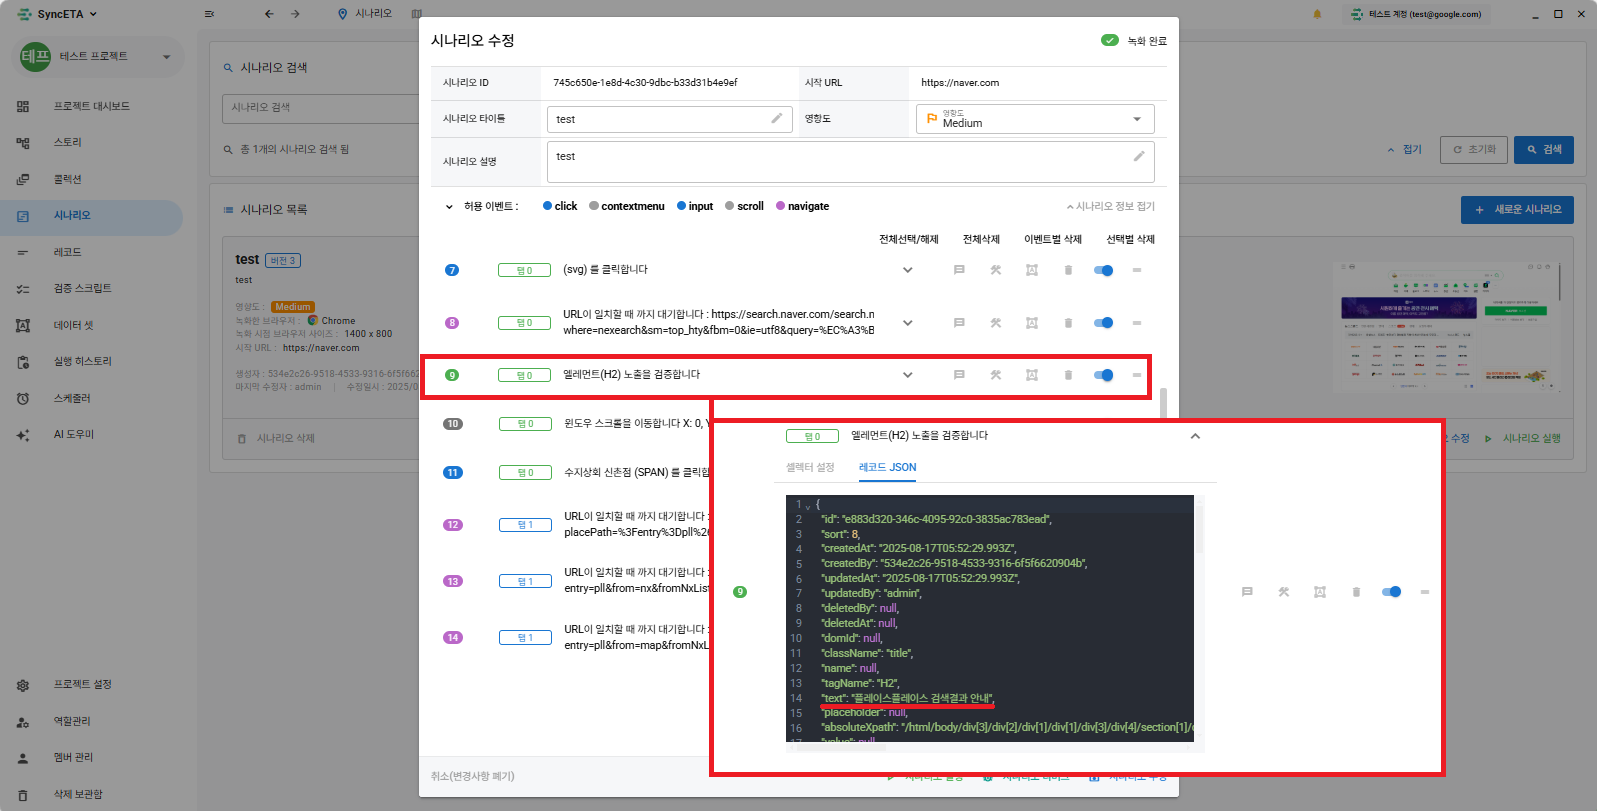 SyncETA
시나리오
테스트 계정 (test@google.com)
테프
테스트 프로젝트
프로젝트 대시보드
스토리
콜렉션
시나리오
레코드
검증 스크립트
데이터 셋
실행 히스토리
스케줄러
AI 도우미
프로젝트 설정
역할관리
멤버 관리
삭제 보관함
시나리오 검색
시나리오 검색
총 1개의 시나리오 검색 됨
접기
초기화
검색
시나리오 목록
새로운 시나리오
test 버전 3
test
영향도 : Medium
녹화한 브라우저 : Chrome
녹화 시점 브라우저 사이즈 : 1400 x 800
시작 URL : https://naver.com
생성자 : 534e2c26-9518-4533-9316-6f5f662
마지막 수정자 : admin | 수정일시 : 2025/0
시나리오 삭제
수정
시나리오 실행
시나리오 수정
녹화 완료
시나리오 ID 745c650e-1e8d-4c30-9dbc-b33d31b4e9ef 시작 URL https://naver.com
시나리오 타이틀 test 영향도 영향도 Medium
시나리오 설명 test
허용 이벤트 : click contextmenu input scroll navigate
시나리오 정보 접기
전체선택/해제 전체삭제 이벤트별 삭제 선택별 삭제
7 탭 0 (svg) 를 클릭합니다
8 탭 0 URL이 일치할 때 까지 대기합니다 : https://search.naver.com/search.n
where=nexearch&sm=top_hty&fbm=0&ie=utf8&query=%EC%A3%B
9 탭 0 엘레먼트(H2) 노출을 검증합니다
10 탭 0 윈도우 스크롤을 이동합니다 X: 0, Y
11 탭 0 수지상회 신촌점 (SPAN) 를 클릭합
12 탭 1 URL이 일치할 때 까지 대기합니다 :
placePath=%3Fentry%3Dpll%26
13 탭 1 URL이 일치할 때 까지 대기합니다 :
entry=pll&from=nx&fromNxList
14 탭 1 URL이 일치할 때 까지 대기합니다 :
entry=pll&from=map&fromNxL
취소(변경사항 폐기)
탭 0 엘레먼트(H2) 노출을 검증합니다
셀렉터 설정 레코드 JSON
9
1 {
2 "id": "e883d320-346c-4095-92c0-3835ac783ead",
3 "sort": 8,
4 "createdAt": "2025-08-17T05:52:29.993Z",
5 "createdBy": "534e2c26-9518-4533-9316-6f5f6620904b",
6 "updatedAt": "2025-08-17T05:52:29.993Z",
7 "updatedBy": "admin",
8 "deletedBy": null,
9 "deletedAt": null,
10 "domId": null,
11 "className": "title",
12 "name": null,
13 "tagName": "H2",
14 "text": "플레이스플레이스 검색결과 안내",
15 "placeholder": null,
16 "absoluteXpath": "/html/body/div[3]/div[2]/div[1]/div[1]/div[3]/div[4]/section[1]/
17 "value": null